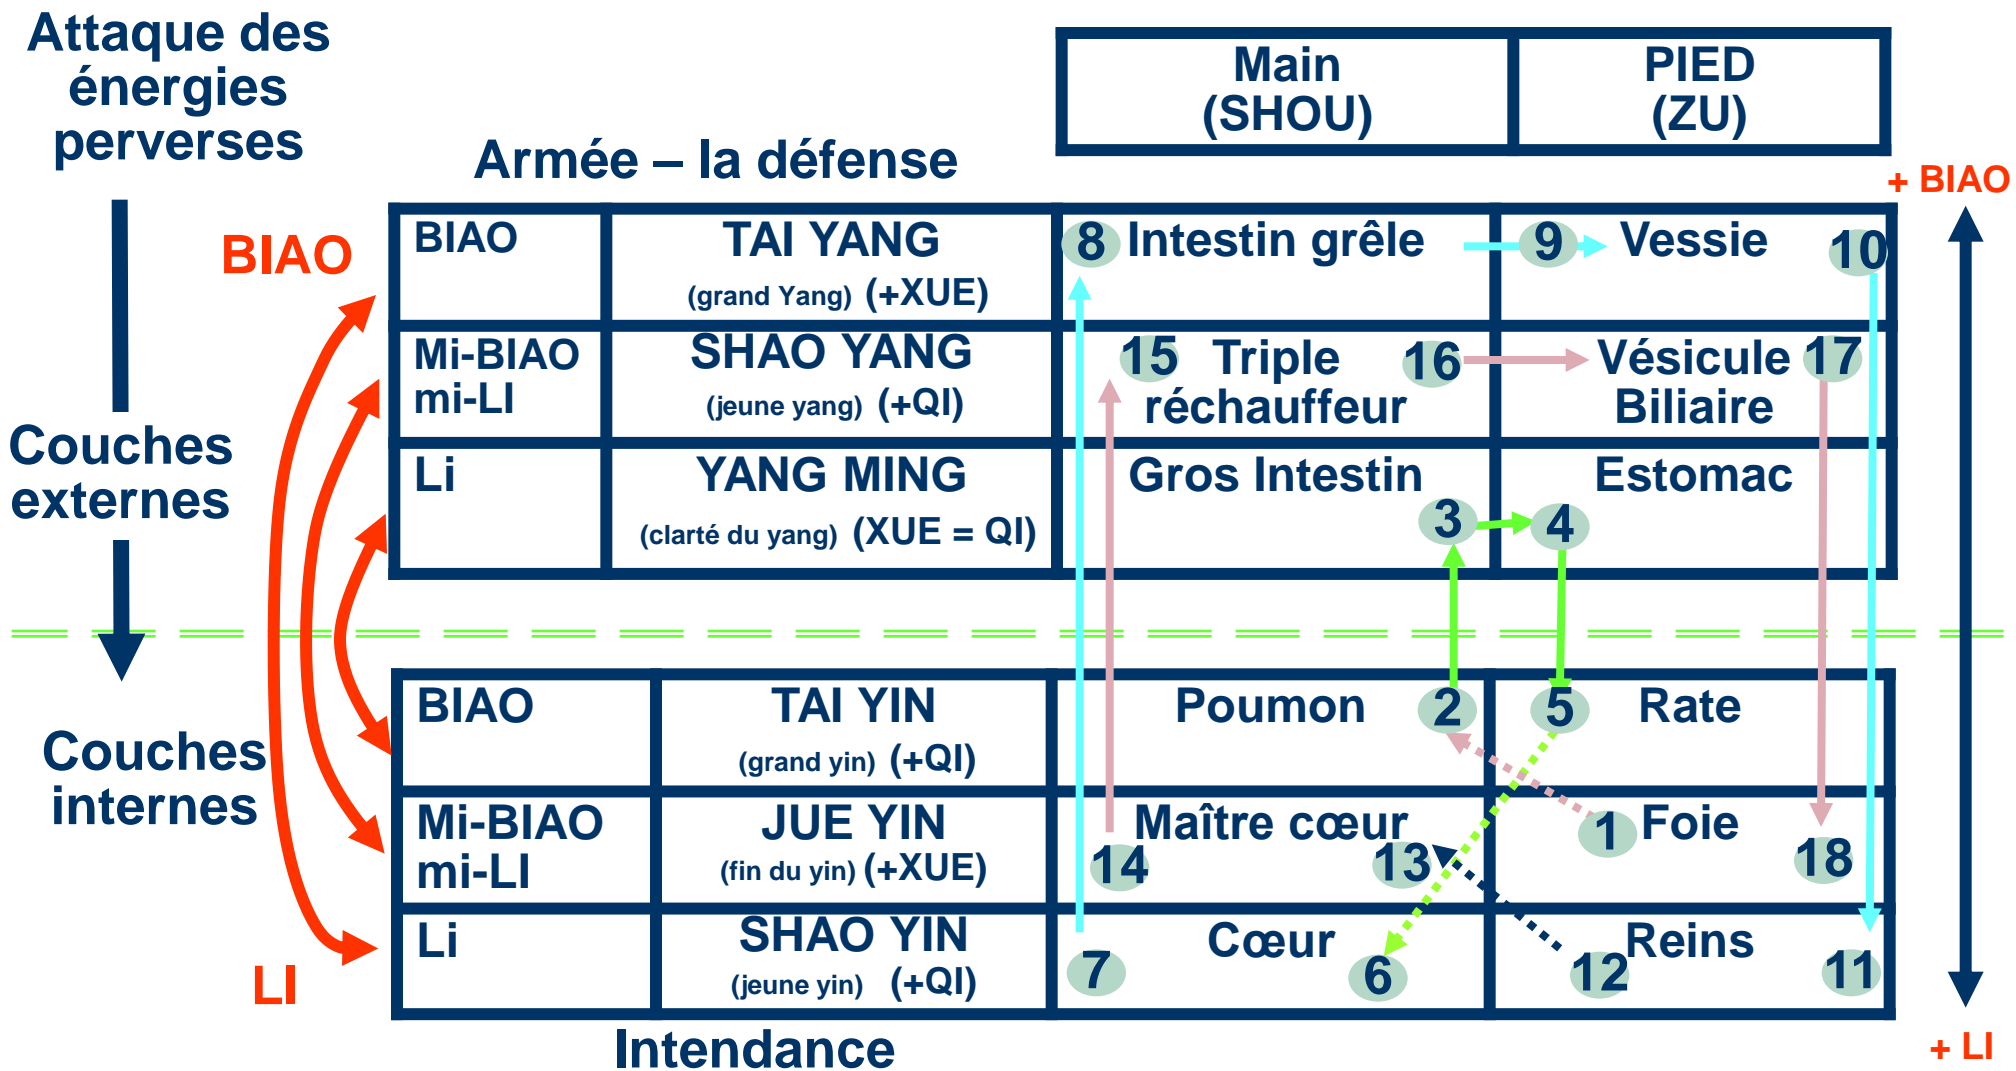 Attaque des
énergies
perverses
Main
(SHOU)
PIED
(ZU)
Armée – la défense
+ BIAO
BIAO
BIAO
TAI YANG
(grand Yang) (+XUE)
8 Intestin grêle
9 Vessie 10
Mi-BIAO
mi-LI
SHAO YANG
(jeune yang) (+QI)
15 Triple 16
réchauffeur
Vésicule 17
Biliaire
Couches
externes
Li
YANG MING
(clarté du yang) (XUE = QI)
Gros Intestin
3
Estomac
4
BIAO
TAI YIN
(grand yin) (+QI)
Poumon 2
5 Rate
Couches
internes
Mi-BIAO
mi-LI
JUE YIN
(fin du yin) (+XUE)
Maître cœur
14 13
1 Foie
18
Li
SHAO YIN
(jeune yin) (+QI)
Cœur
7 6
Reins
12 11
LI
Intendance
+ LI